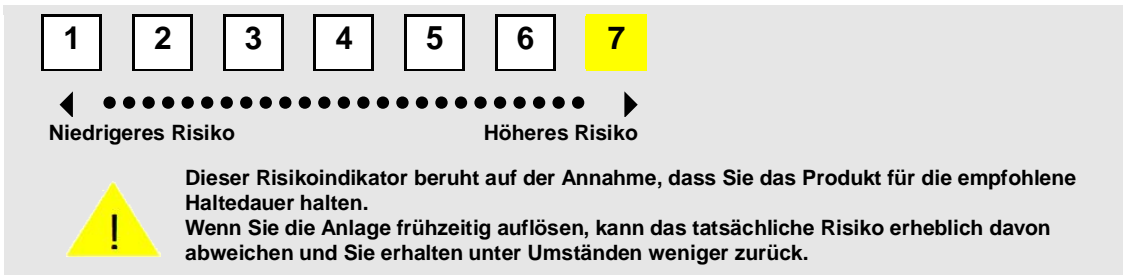 1 2 3 4 5 6 7
Niedrigeres Risiko Höheres Risiko
Dieser Risikoindikator beruht auf der Annahme, dass Sie das Produkt für die empfohlene
Haltedauer halten.
Wenn Sie die Anlage frühzeitig auflösen, kann das tatsächliche Risiko erheblich davon
abweichen und Sie erhalten unter Umständen weniger zurück.
!